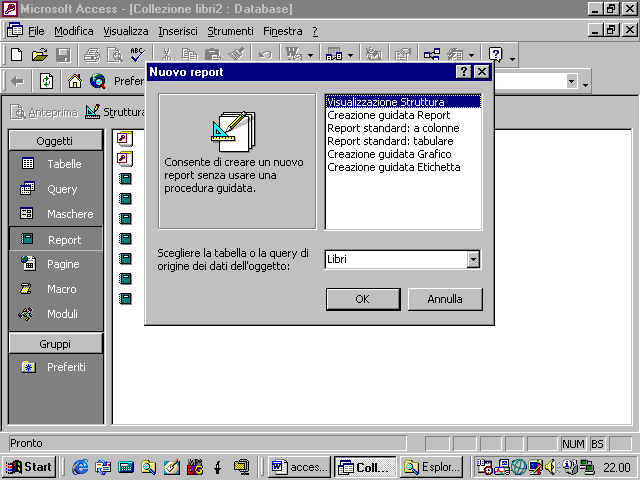 Microsoft Access - [Collezione libri2 : Database]
File Modifica Visualizza Inserisci Strumenti Finestra ?
Prefer
Nuovo report
Anteprima Struttura
Oggetti
Tabelle
Query
Maschere
Report
Pagine
Macro
Moduli
Gruppi
Preferiti
Consente di creare un nuovo
report senza usare una
procedura guidata.
Visualizzazione Struttura
Creazione guidata Report
Report standard: a colonne
Report standard: tabulare
Creazione guidata Grafico
Creazione guidata Etichetta
Scegliere la tabella o la query di
origine dei dati dell'oggetto:
Libri
OK Annulla
Pronto NUM BS
Start acces... Coll... Esplor... 22.00